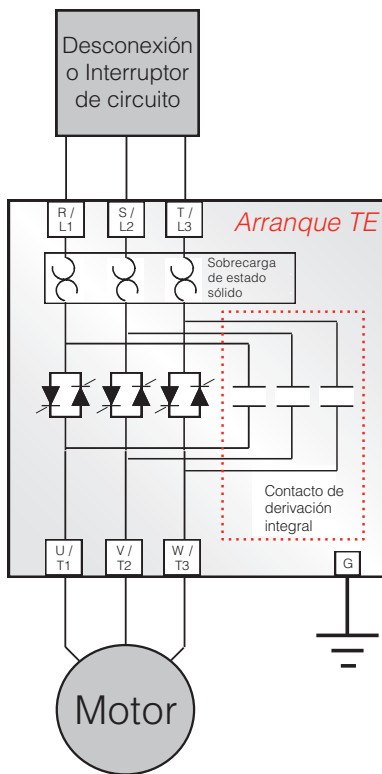 Desconexión
o Interruptor
de circuito
R /
L1
S /
L2
T /
L3
Arranque TE
Sobrecarga
de estado
sólido
Contacto de
derivación
integral
U /
T1
V /
T2
W /
T3
G
Motor